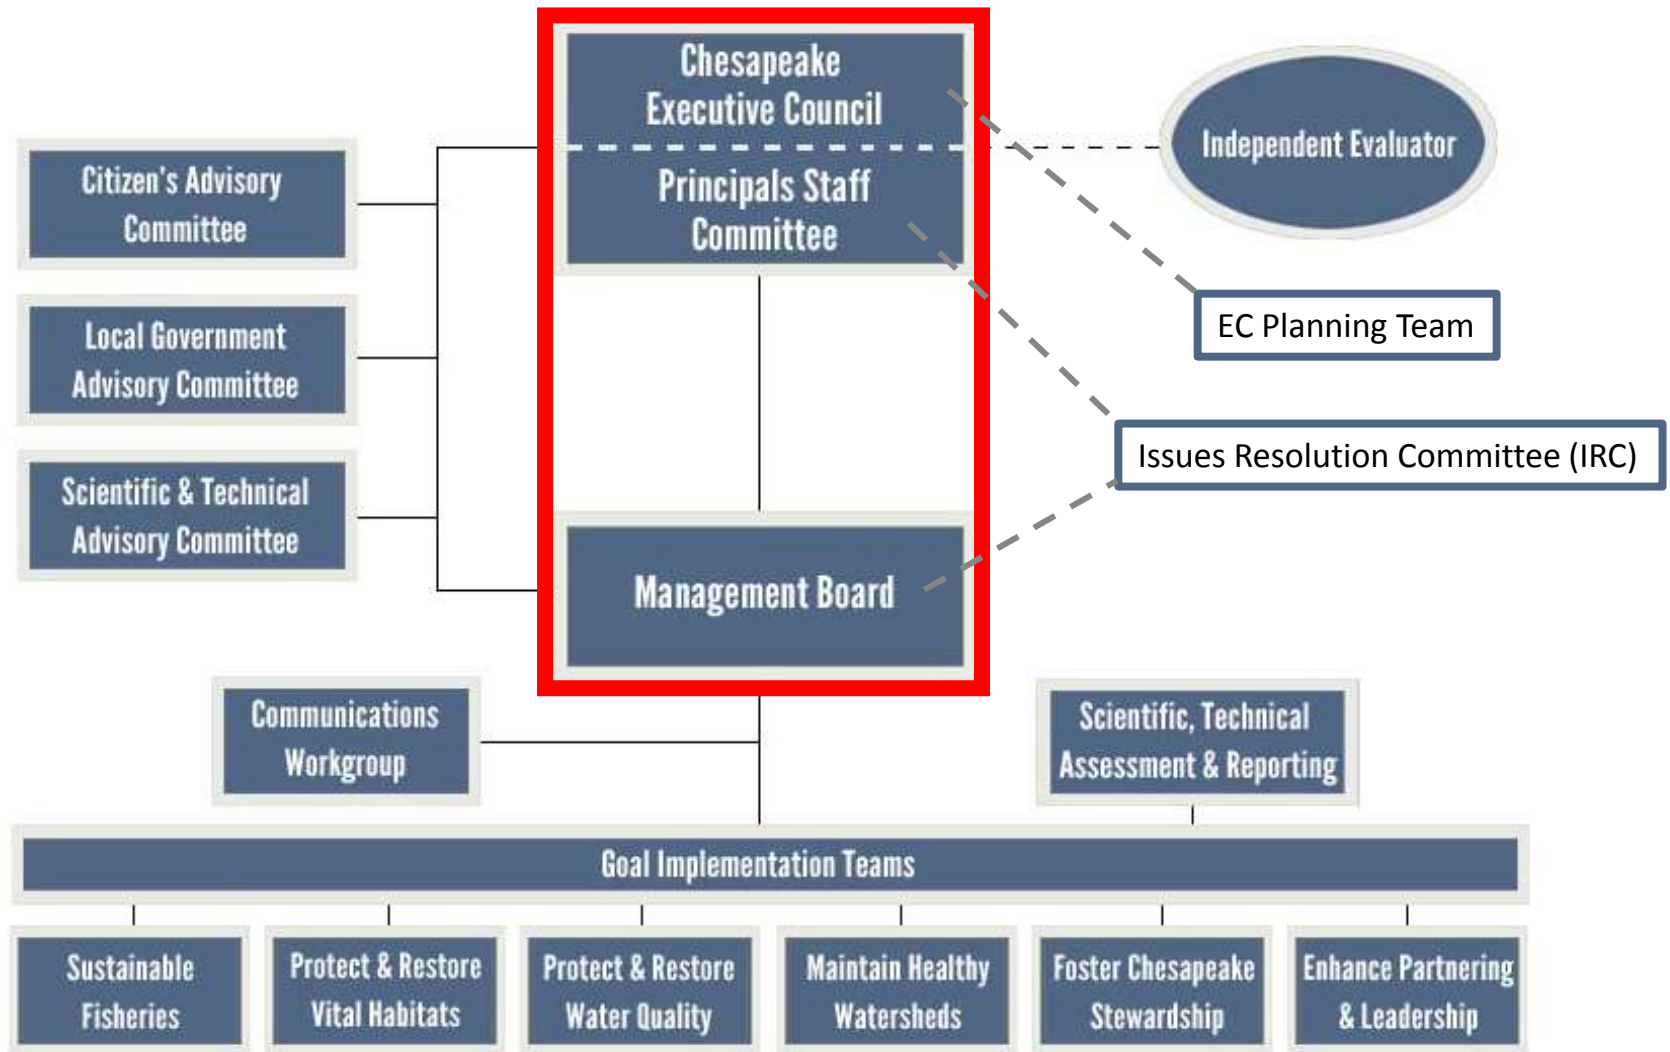 Chesapeake
Executive Council
Principals Staff
Committee
Independent Evaluator
Citizen's Advisory
Committee
Local Government
Advisory Committee
Scientific & Technical
Advisory Committee
EC Planning Team
Issues Resolution Committee (IRC)
Management Board
Communications
Workgroup
Scientific, Technical
Assessment & Reporting
Goal Implementation Teams
Sustainable
Fisheries
Protect & Restore
Vital Habitats
Protect & Restore
Water Quality
Maintain Healthy
Watersheds
Foster Chesapeake
Stewardship
Enhance Partnering
& Leadership